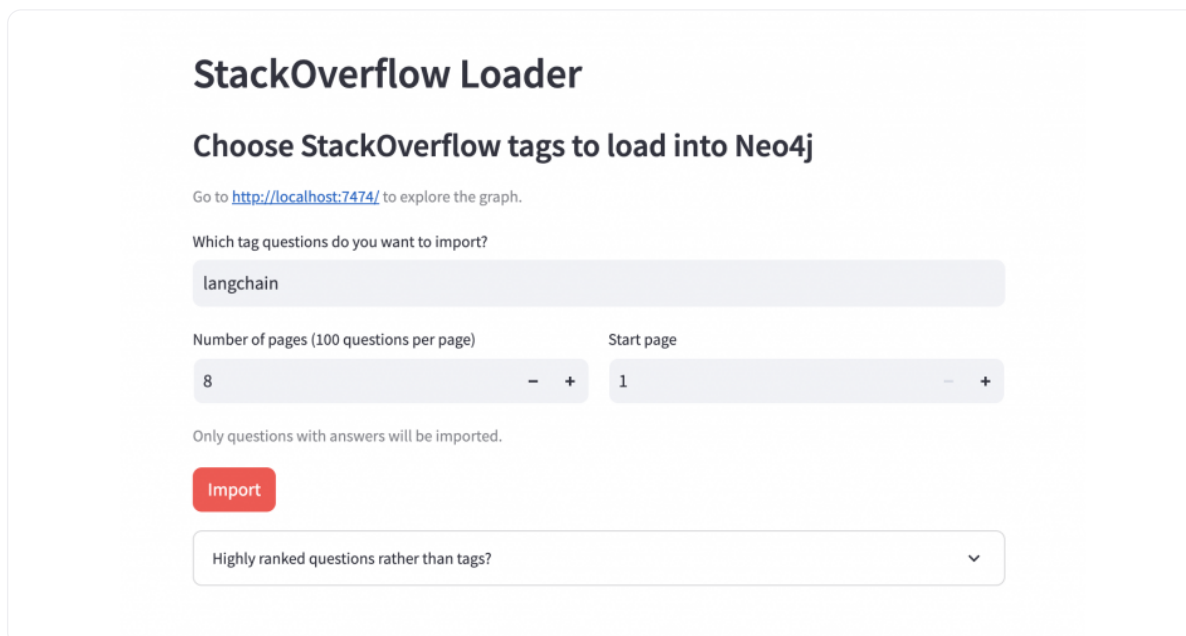 StackOverflow Loader
Choose StackOverflow tags to load into Neo4j
Go to http://localhost:7474/ to explore the graph.
Which tag questions do you want to import?
langchain
Number of pages (100 questions per page) Start page
8 − + 1 − +
Only questions with answers will be imported.
Import
Highly ranked questions rather than tags?